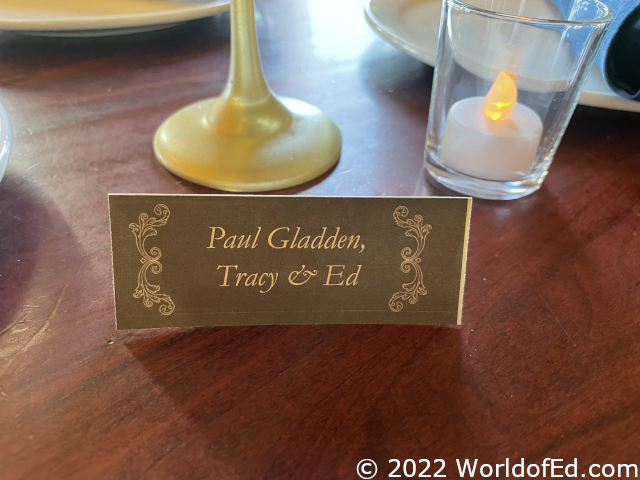 Paul Gladden,
Tracy & Ed
© 2022 WorldofEd.com